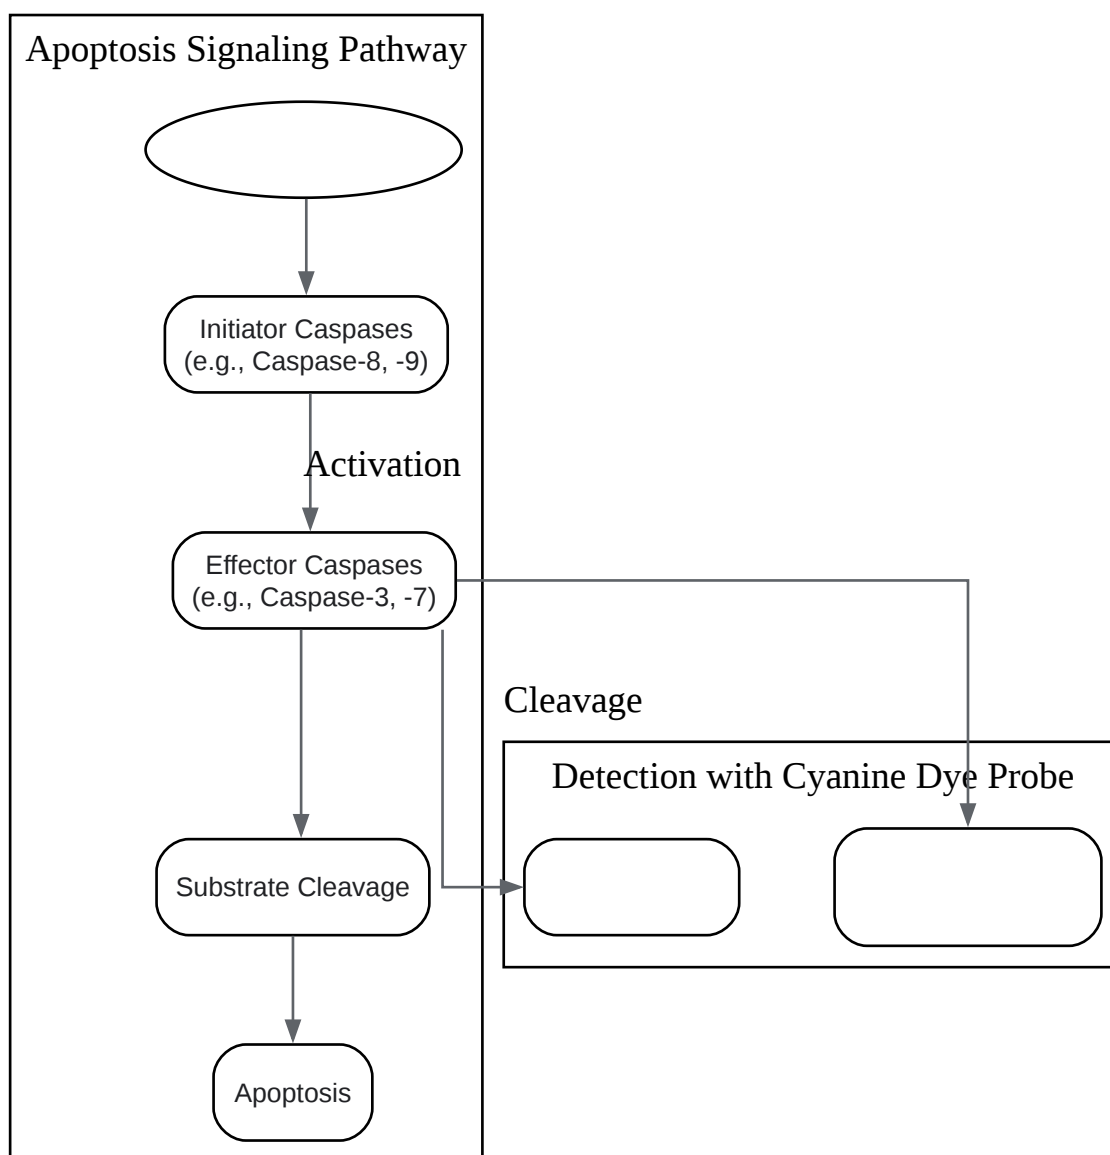 Apoptosis Signaling Pathway
Initiator Caspases
(e.g., Caspase-8, -9)
Activation
Effector Caspases
(e.g., Caspase-3, -7)
Cleavage
Detection with Cyanine Dye Probe
Substrate Cleavage
Apoptosis